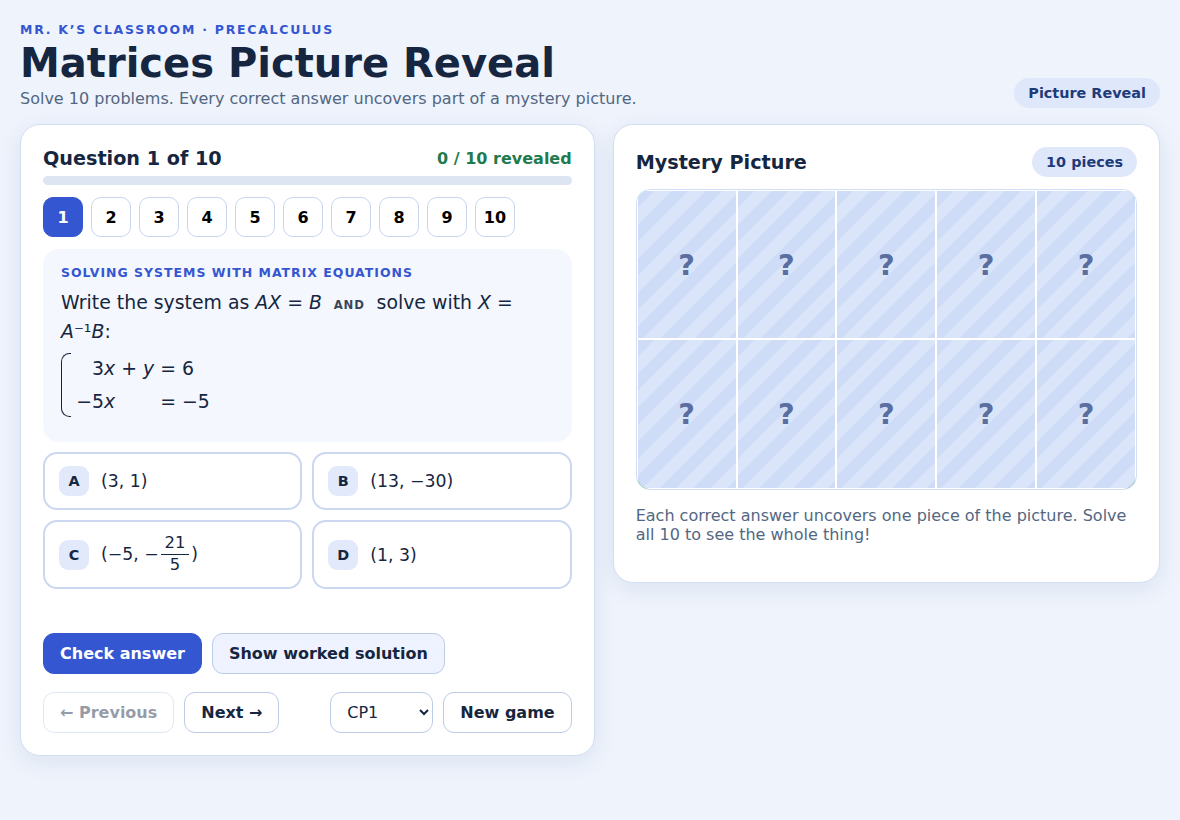 MR. K’S CLASSROOM · PRECALCULUS
Matrices Picture Reveal
Solve 10 problems. Every correct answer uncovers part of a mystery picture.
Picture Reveal
Question 1 of 10
0 / 10 revealed
1 2 3 4 5 6 7 8 9 10
SOLVING SYSTEMS WITH MATRIX EQUATIONS
Write the system as AX = B AND solve with X =
A⁻¹B:
3x + y = 6
−5x = −5
A (3, 1)
B (13, −30)
C (−5, −21/5)
D (1, 3)
Check answer
Show worked solution
← Previous
Next →
CP1
New game
Mystery Picture
10 pieces
? ? ? ? ?
? ? ? ? ?
Each correct answer uncovers one piece of the picture. Solve
all 10 to see the whole thing!